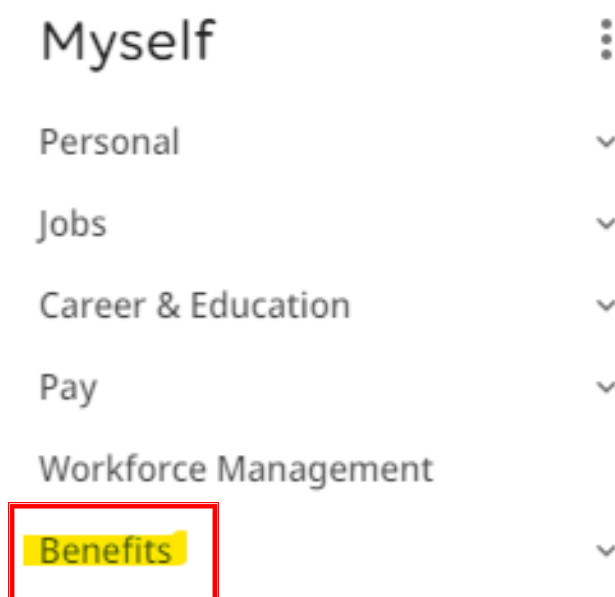 Myself
Personal
Jobs
Career & Education
Pay
Workforce Management
Benefits